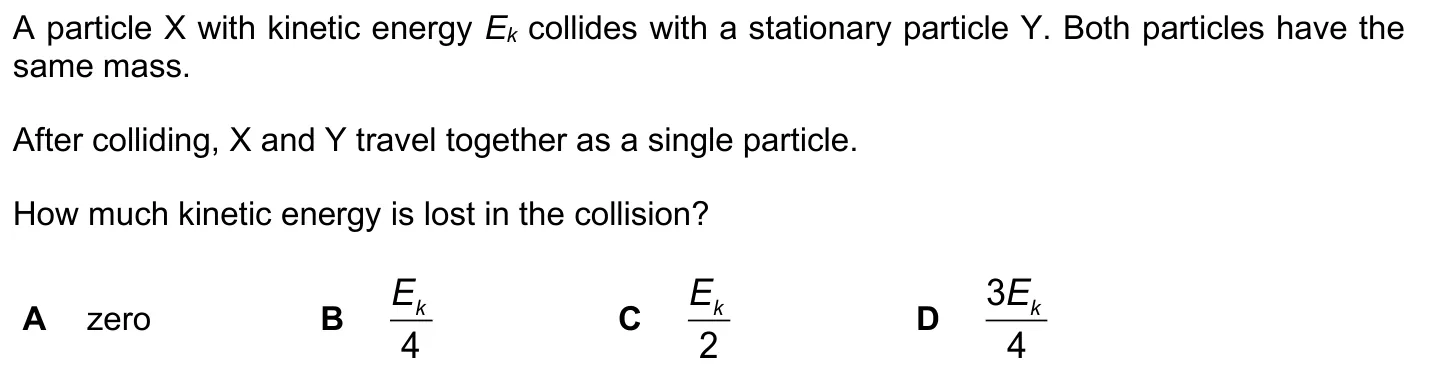 A particle X with kinetic energy Eₖ collides with a stationary particle Y. Both particles have the
same mass.
After colliding, X and Y travel together as a single particle.
How much kinetic energy is lost in the collision?
A zero B Eₖ/4 C Eₖ/2 D 3Eₖ/4